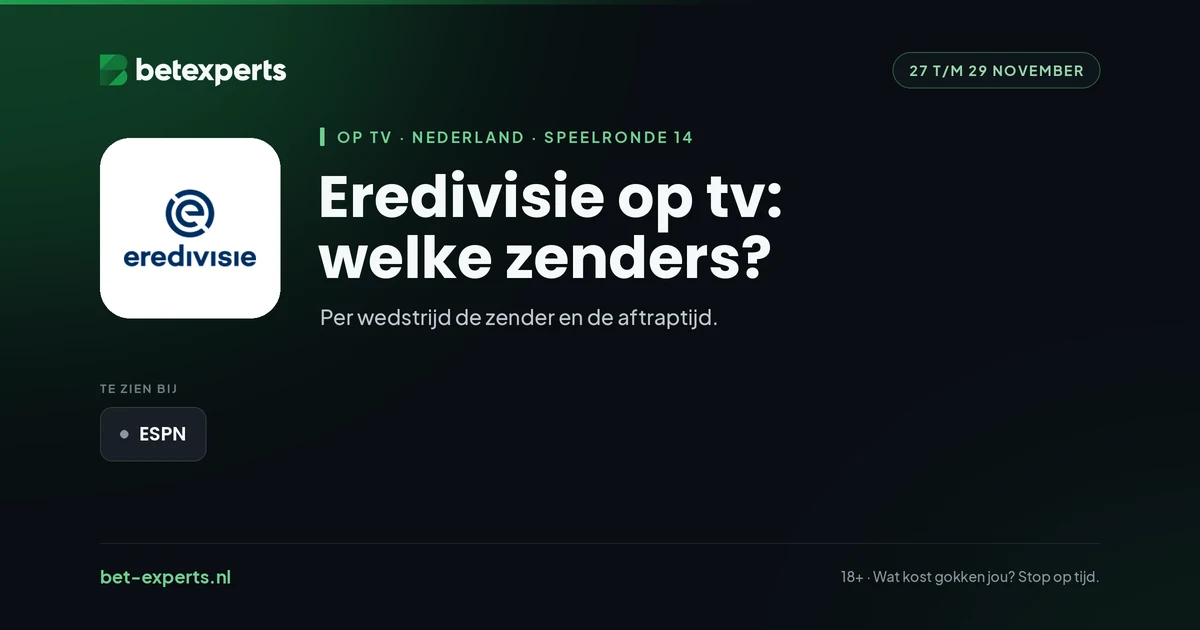 betexperts
27 T/M 29 NOVEMBER
OP TV · NEDERLAND · SPEELRONDE 14
Eredivisie op tv:
welke zenders?
Per wedstrijd de zender en de aftraptijd.
eredivisie
TE ZIEN BIJ
ESPN
bet-experts.nl
18+ · Wat kost gokken jou? Stop op tijd.